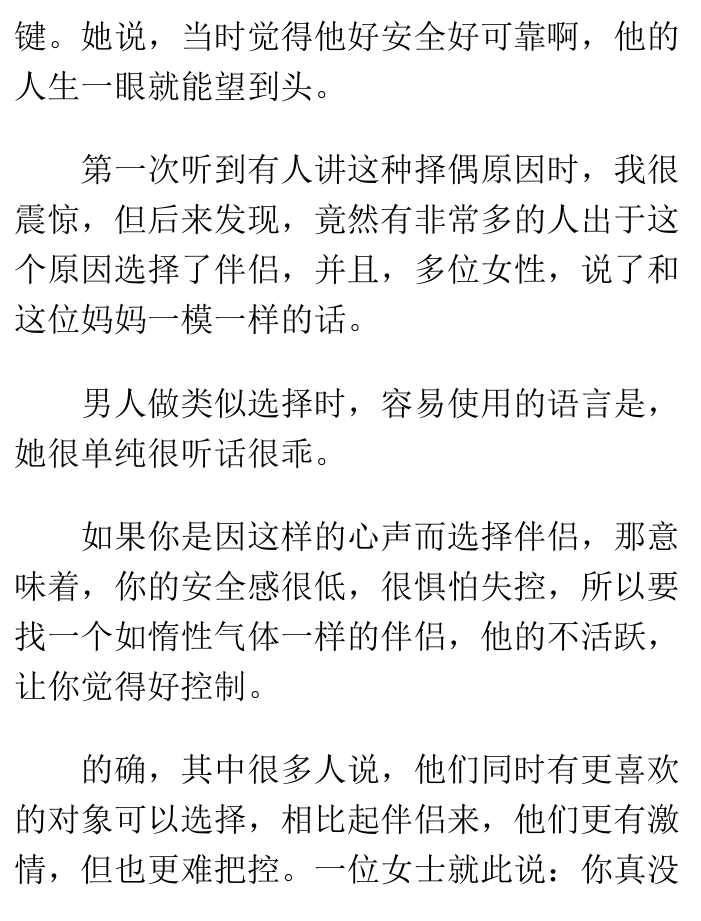 键。她说，当时觉得他好安全好可靠啊，他的
人生一眼就能望到头。
第一次听到有人讲这种择偶原因时，我很
震惊，但后来发现，竟然有非常多的人出于这
个原因选择了伴侣，并且，多位女性，说了和
这位妈妈一模一样的话。
男人做类似选择时，容易使用的语言是，
她很单纯很听话很乖。
如果你是因这样的心声而选择伴侣，那意
味着，你的安全感很低，很惧怕失控，所以要
找一个如惰性气体一样的伴侣，他的不活跃，
让你觉得好控制。
的确，其中很多人说，他们同时有更喜欢
的对象可以选择，相比起伴侣来，他们更有激
情，但也更难把控。一位女士就此说：你真没